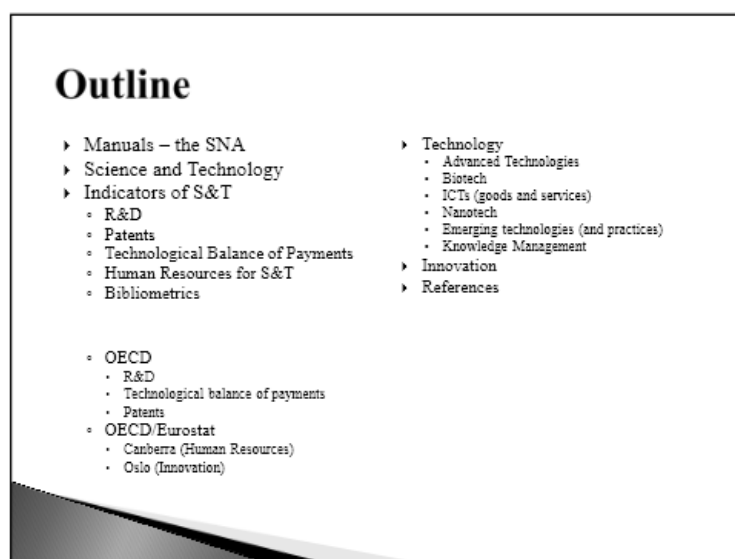 Outline
Manuals – the SNA
Science and Technology
Indicators of S&T
R&D
Patents
Technological Balance of Payments
Human Resources for S&T
Bibliometrics
OECD
R&D
Technological balance of payments
Patents
OECD/Eurostat
Canberra (Human Resources)
Oslo (Innovation)
Technology
Advanced Technologies
Biotech
ICTs (goods and services)
Nanotech
Emerging technologies (and practices)
Knowledge Management
Innovation
References